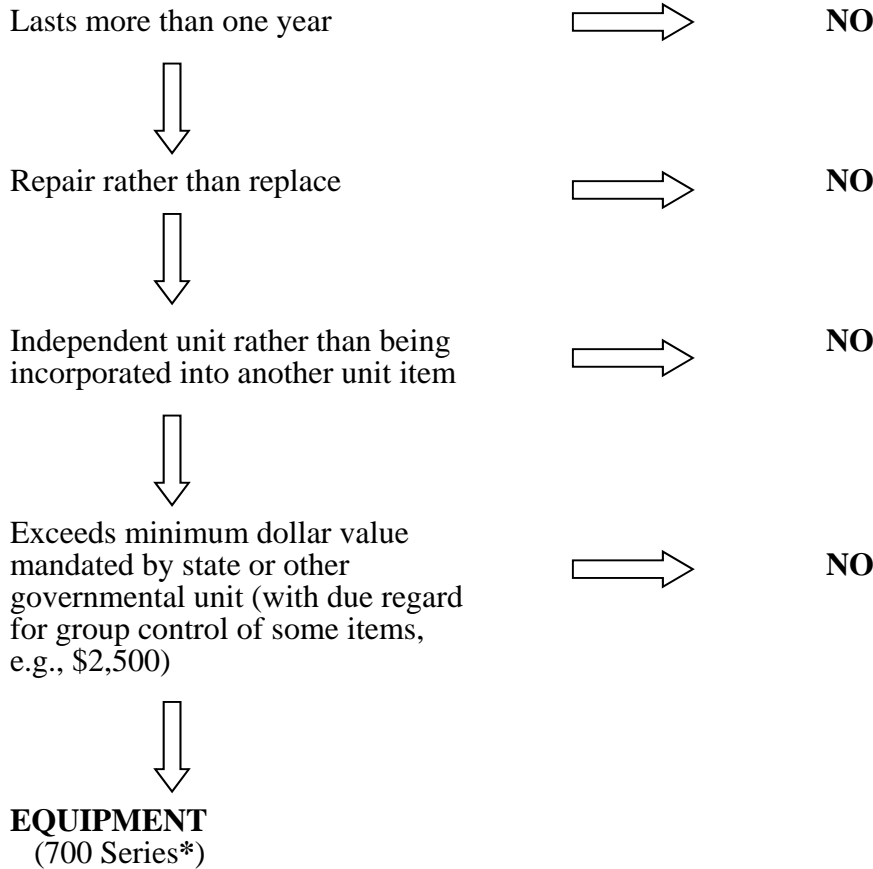 Lasts more than one year NO
Repair rather than replace NO
Independent unit rather than being NO
incorporated into another unit item
Exceeds minimum dollar value
mandated by state or other NO
governmental unit (with due regard
for group control of some items,
e.g., $2,500)
EQUIPMENT
(700 Series*)